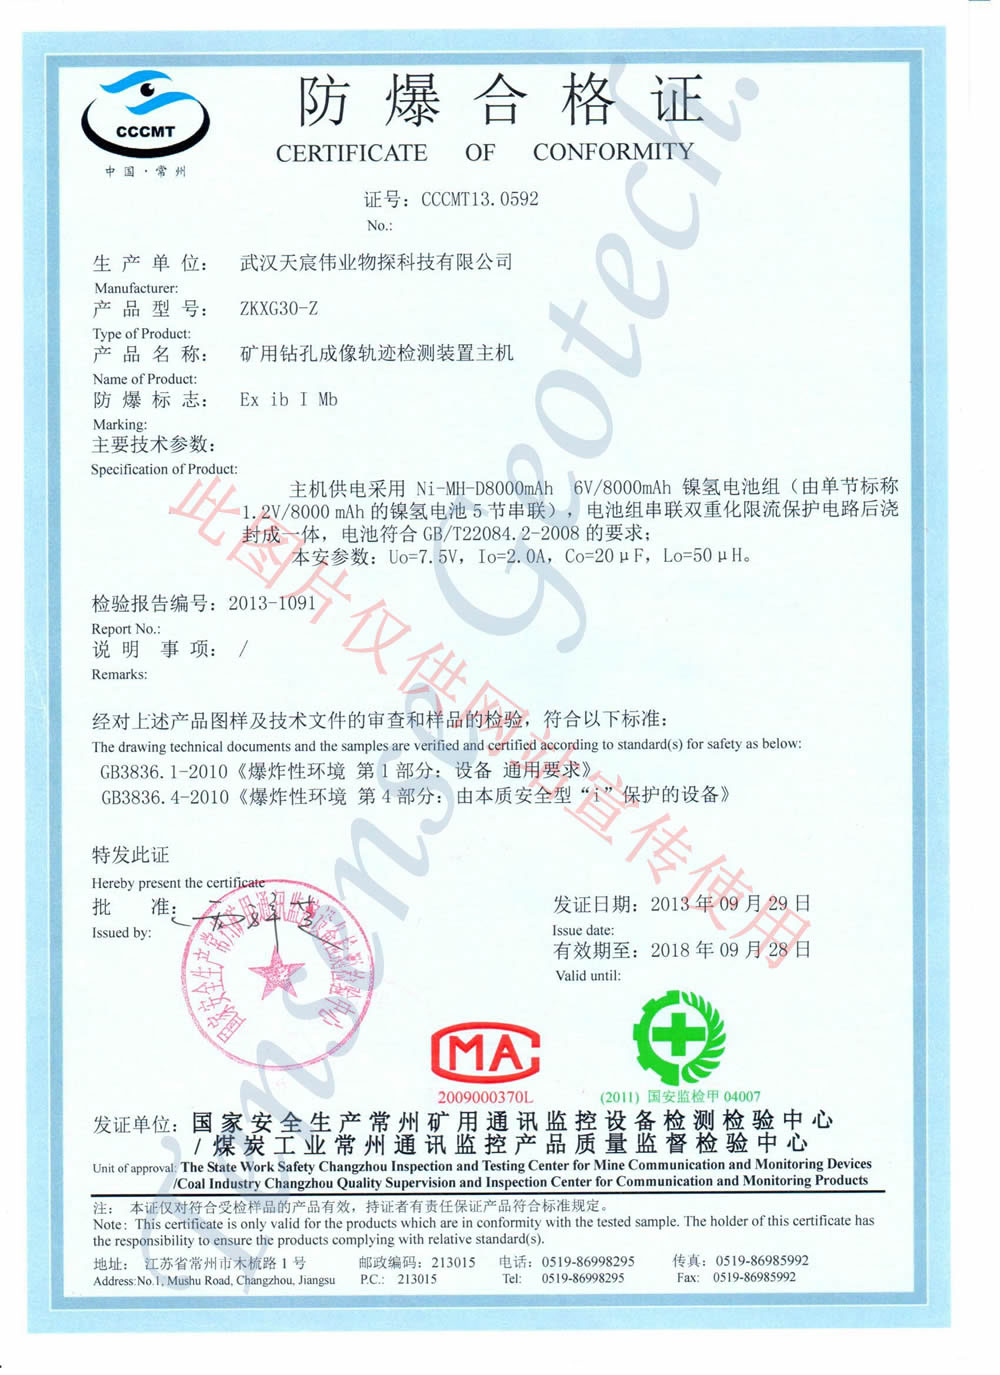 CCCMT
中国·常州
防爆合格证
CERTIFICATE OF CONFORMITY
证号：CCCMT13.0592
No.:
生产单位： 武汉天宸伟业物探科技有限公司
Manufacturer:
产品型号： ZKXG30-Z
Type of Product:
产品名称： 矿用钻孔成像轨迹检测装置主机
Name of Product:
防爆标志： Ex ib I Mb
Marking:
主要技术参数：
Specification of Product:
主机供电采用 Ni-MH-D8000mAh 6V/8000mAh 镍氢电池组（由单节标称
1.2V/8000 mAh 的镍氢电池 5 节串联），电池组串联双重化限流保护电路后浇
封成一体，电池符合 GB/T22084.2-2008 的要求；
本安参数：Uo=7.5V，Io=2.0A，Co=20μF，Lo=50μH。
检验报告编号：2013-1091
Report No.:
说明 事项： /
Remarks:
经对上述产品图样及技术文件的审查和样品的检验，符合以下标准：
The drawing technical documents and the samples are verified and certified according to standard(s) for safety as below:
GB3836.1-2010《爆炸性环境 第 1 部分：设备 通用要求》
GB3836.4-2010《爆炸性环境 第 4 部分：由本质安全型“i”保护的设备》
特发此证
Hereby present the certificate
批 准：
Issued by:
发证日期：2013 年 09 月 29 日
Issue date:
有效期至：2018 年 09 月 28 日
Valid until:
MA
2009000370L
(2011) 国安监检甲 04007
发证单位：国家安全生产常州矿用通讯监控设备检测检验中心
/煤炭工业常州通讯监控产品质量监督检验中心
Unit of approval: The State Work Safety Changzhou Inspection and Testing Center for Mine Communication and Monitoring Devices
/Coal Industry Changzhou Quality Supervision and Inspection Center for Communication and Monitoring Products
注： 本证仅对符合受检样品的产品有效，持证者有责任保证产品符合标准规定。
Note: This certificate is only valid for the products which are in conformity with the tested sample. The holder of this certificate has
the responsibility to ensure the products complying with relative standard(s).
地址： 江苏省常州市木梳路 1 号 邮政编码：213015 电话：0519-86998295 传真：0519-86985992
Address:No.1, Mushu Road, Changzhou, Jiangsu P.C.: 213015 Tel: 0519-86998295 Fax: 0519-86985992
此图片仅供网站宣传使用
Tensense Geotech.